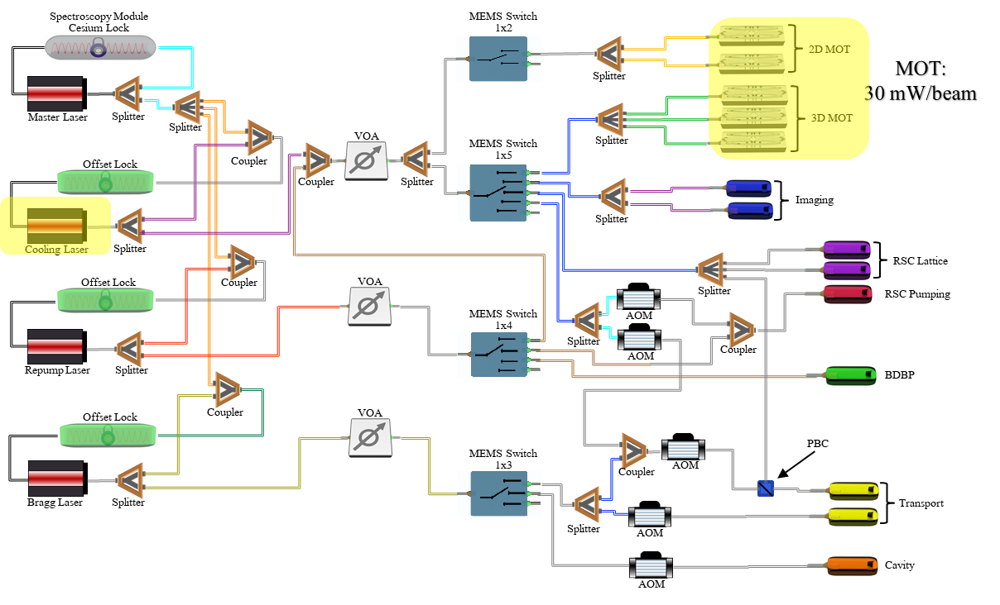 Spectroscopy Module
Cesium Lock
Master Laser
Splitter
Splitter
Coupler
Offset Lock
Cooling Laser
Splitter
Coupler
VOA
Splitter
MEMS Switch
1x2
Splitter
2D MOT
MOT:
30 mW/beam
3D MOT
Splitter
MEMS Switch
1x5
Splitter
Imaging
Coupler
Offset Lock
Repump Laser
Splitter
VOA
MEMS Switch
1x4
Splitter
RSC Lattice
RSC Pumping
AOM
Splitter
AOM
Coupler
BDBP
Coupler
Offset Lock
Bragg Laser
Splitter
VOA
MEMS Switch
1x3
Coupler
AOM
PBC
Splitter
AOM
Transport
AOM
Cavity